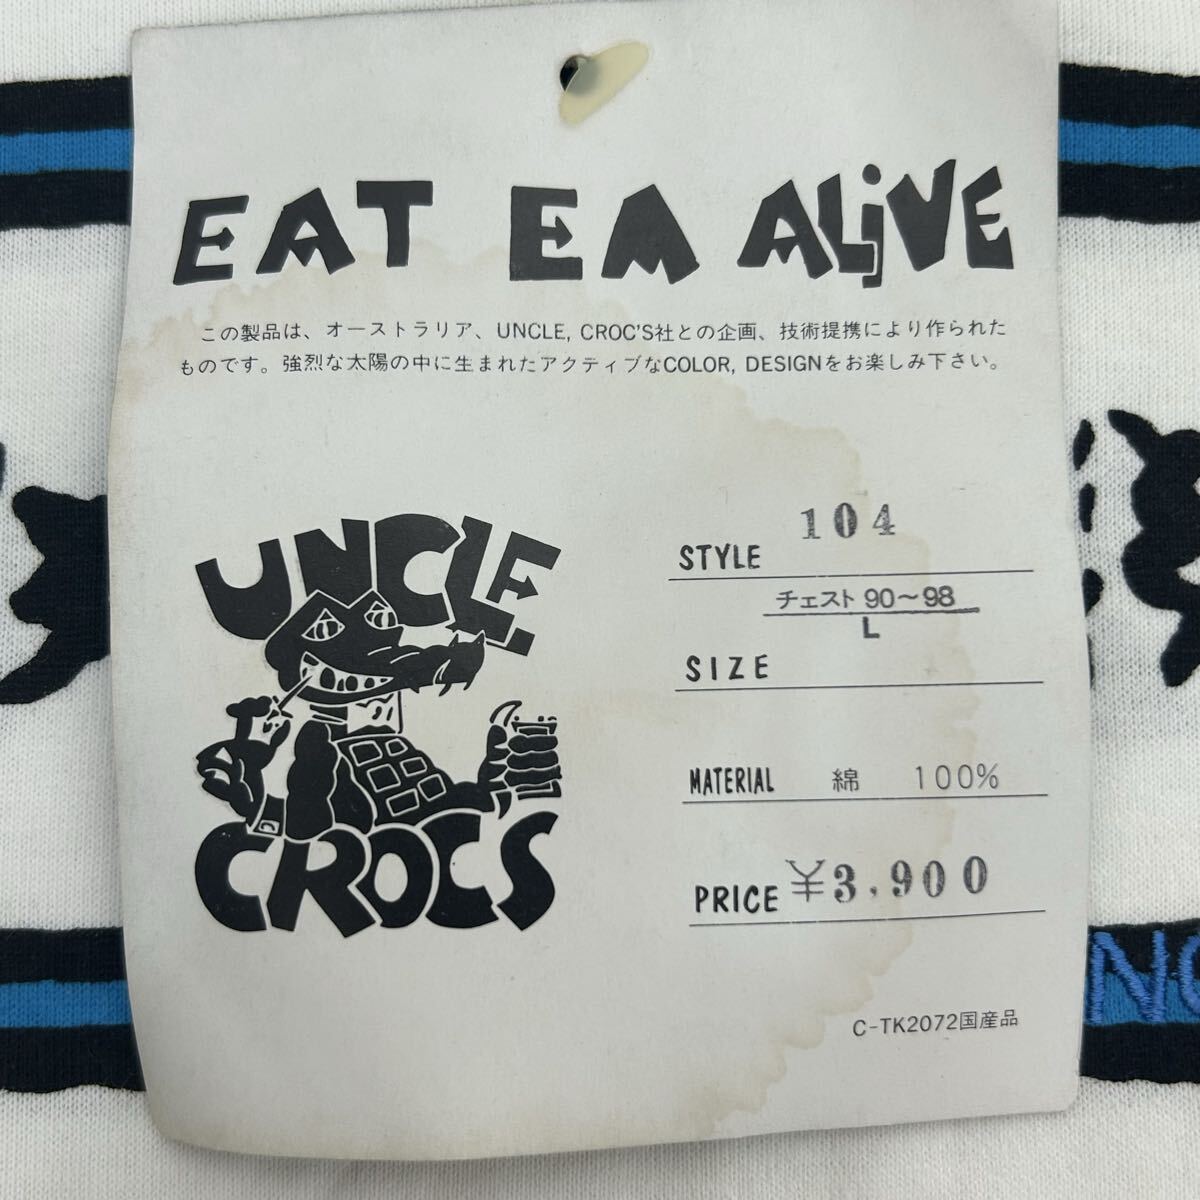 EAT EM ALiVE
この製品は、オーストラリア、UNCLE, CROC'S社との企画、技術提携により作られた
ものです。強烈な太陽の中に生まれたアクティブなCOLOR, DESIGNをお楽しみ下さい。
UNCLE
CROC'S
STYLE 104
チェスト 90〜98
L
SIZE
MATERIAL 綿 100%
PRICE ¥3,900
C-TK2072国産品